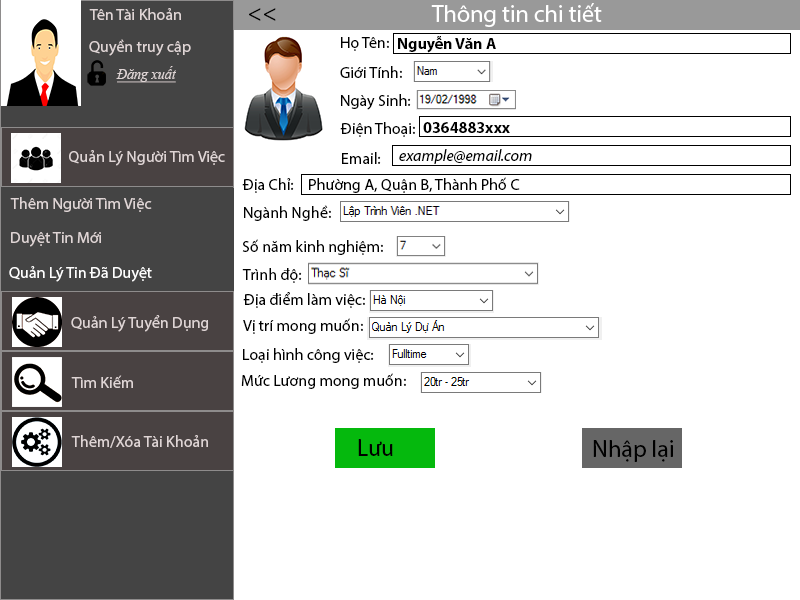 Tên Tài Khoản
Quyền truy cập
Đăng xuất
Quản Lý Người Tìm Việc
Thêm Người Tìm Việc
Duyệt Tin Mới
Quản Lý Tin Đã Duyệt
Quản Lý Tuyển Dụng
Tìm Kiếm
Thêm/Xóa Tài Khoản
<< Thông tin chi tiết
Họ Tên: Nguyễn Văn A
Giới Tính: Nam
Ngày Sinh: 19/02/1998
Điện Thoại: 0364883xxx
Email: example@email.com
Địa Chỉ: Phường A, Quận B, Thành Phố C
Ngành Nghề: Lập Trình Viên .NET
Số năm kinh nghiệm: 7
Trình độ: Thạc Sĩ
Địa điểm làm việc: Hà Nội
Vị trí mong muốn: Quản Lý Dự Án
Loại hình công việc: Fulltime
Mức Lương mong muốn: 20tr - 25tr
Lưu
Nhập lại